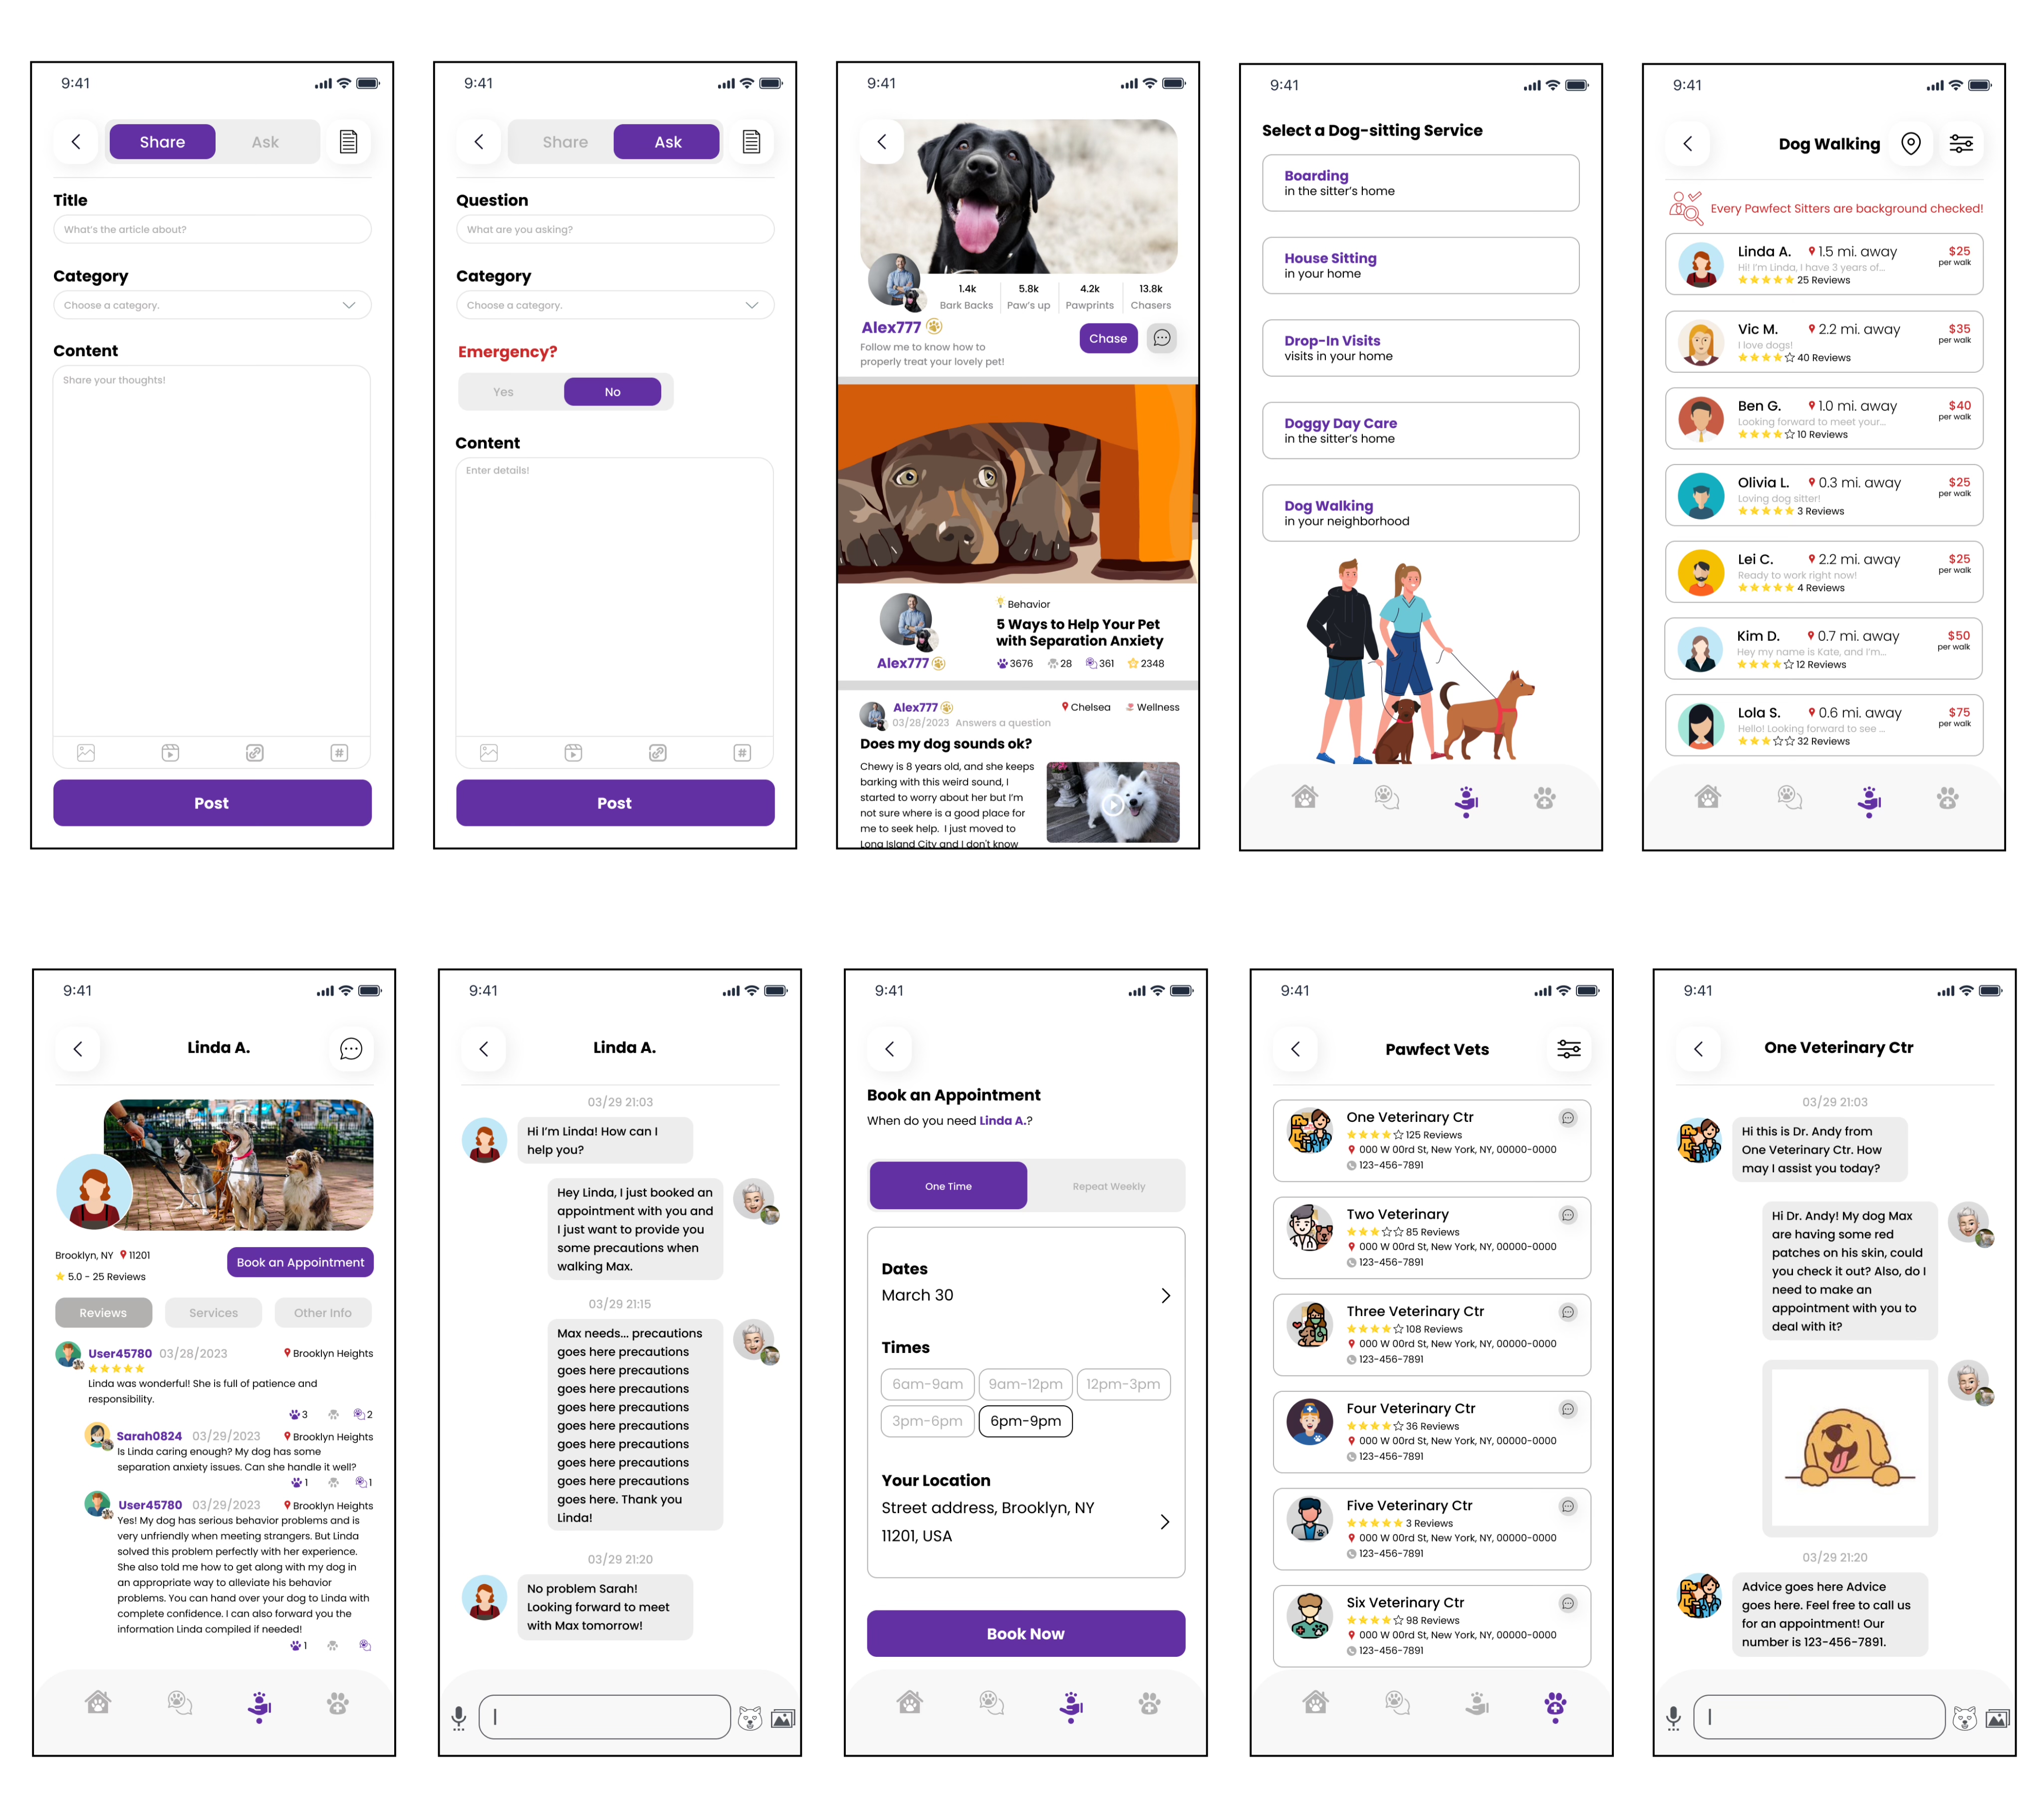 9:41
Share
Ask
Title
What's the article about?
Category
Choose a category.
Content
Share your thoughts!
Post
9:41
Share
Ask
Question
What are you asking?
Category
Choose a category.
Emergency?
Yes
No
Content
Enter details!
Post
9:41
1.4k
5.8k
4.2k
13.8k
Bark Backs
Paw's up
Pawprints
Chasers
Alex777
Follow me to know how to
properly treat your lovely pet!
Chase
Behavior
5 Ways to Help Your Pet
with Separation Anxiety
Alex777
3676
28
361
2348
Alex777
Chelsea
Wellness
03/28/2023 Answers a question
Does my dog sounds ok?
Chewy is 8 years old, and she keeps
barking with this weird sound, I
started to worry about her but I'm
not sure where is a good place for
me to seek help. I just moved to
Long Island City and I don't know
9:41
Select a Dog-sitting Service
Boarding
in the sitter's home
House Sitting
in your home
Drop-In Visits
visits in your home
Doggy Day Care
in the sitter's home
Dog Walking
in your neighborhood
9:41
Dog Walking
Every Pawfect Sitters are background checked!
Linda A.
1.5 mi. away
$25
Hi! I'm Linda, I have 3 years of...
per walk
25 Reviews
Vic M.
2.2 mi. away
$35
I love dogs!
per walk
40 Reviews
Ben G.
1.0 mi. away
$40
Looking forward to meet your...
per walk
10 Reviews
Olivia L.
0.3 mi. away
$25
Loving dog sitter!
per walk
3 Reviews
Lei C.
2.2 mi. away
$25
Ready to work right now!
per walk
4 Reviews
Kim D.
0.7 mi. away
$50
Hey my name is Kate, and I'm...
per walk
12 Reviews
Lola S.
0.6 mi. away
$75
Hello! Looking forward to see ...
per walk
32 Reviews
9:41
Linda A.
Brooklyn, NY
11201
5.0 - 25 Reviews
Book an Appointment
Reviews
Services
Other Info
User45780 03/28/2023
Brooklyn Heights
Linda was wonderful! She is full of patience and
responsibility.
3
2
Sarah0824 03/29/2023
Brooklyn Heights
Is Linda caring enough? My dog has some
separation anxiety issues. Can she handle it well?
1
1
User45780 03/29/2023
Brooklyn Heights
Yes! My dog has serious behavior problems and is
very unfriendly when meeting strangers. But Linda
solved this problem perfectly with her experience.
She also told me how to get along with my dog in
an appropriate way to alleviate his behavior
problems. You can hand over your dog to Linda with
complete confidence. I can also forward you the
information Linda compiled if needed!
1
9:41
Linda A.
03/29 21:03
Hi I'm Linda! How can I
help you?
Hey Linda, I just booked an
appointment with you and
I just want to provide you
some precautions when
walking Max.
03/29 21:15
Max needs... precautions
goes here precautions
goes here precautions
goes here precautions
goes here precautions
goes here precautions
goes here precautions
goes here precautions
goes here precautions
goes here. Thank you
Linda!
03/29 21:20
No problem Sarah!
Looking forward to meet
with Max tomorrow!
9:41
Book an Appointment
When do you need Linda A.?
One Time
Repeat Weekly
Dates
March 30
Times
6am-9am
9am-12pm
12pm-3pm
3pm-6pm
6pm-9pm
Your Location
Street address, Brooklyn, NY
11201, USA
Book Now
9:41
Pawfect Vets
One Veterinary Ctr
125 Reviews
000 W 00rd St, New York, NY, 00000-0000
123-456-7891
Two Veterinary
85 Reviews
000 W 00rd St, New York, NY, 00000-0000
123-456-7891
Three Veterinary Ctr
108 Reviews
000 W 00rd St, New York, NY, 00000-0000
123-456-7891
Four Veterinary Ctr
36 Reviews
000 W 00rd St, New York, NY, 00000-0000
123-456-7891
Five Veterinary Ctr
3 Reviews
000 W 00rd St, New York, NY, 00000-0000
123-456-7891
Six Veterinary Ctr
98 Reviews
000 W 00rd St, New York, NY, 00000-0000
123-456-7891
9:41
One Veterinary Ctr
03/29 21:03
Hi this is Dr. Andy from
One Veterinary Ctr. How
may I assist you today?
Hi Dr. Andy! My dog Max
are having some red
patches on his skin, could
you check it out? Also, do I
need to make an
appointment with you to
deal with it?
03/29 21:20
Advice goes here Advice
goes here. Feel free to call us
for an appointment! Our
number is 123-456-7891.